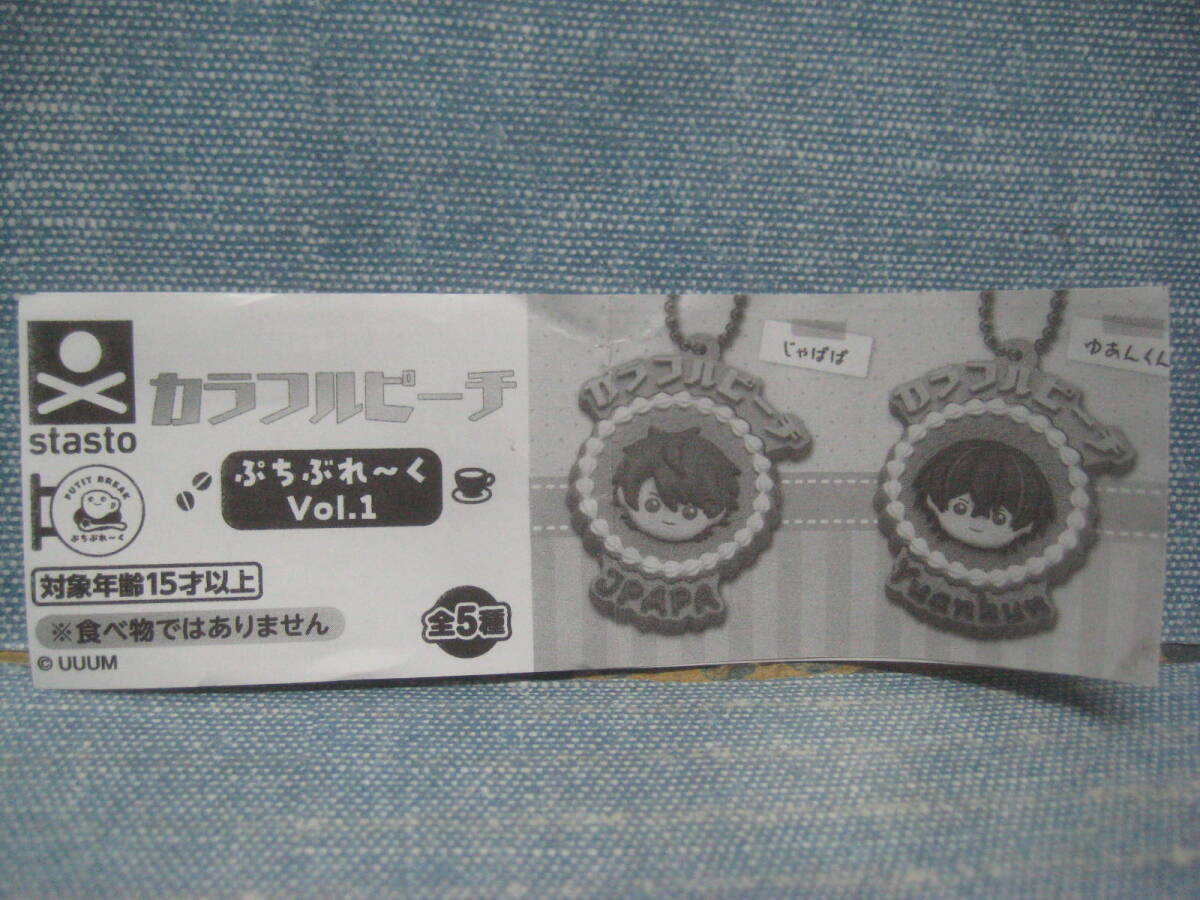 stasto
カラフルピーチ
PUTIT BREAK
ぷちぶれ〜く
ぷちぶれ〜く
Vol.1
対象年齢15才以上
※食べ物ではありません
全5種
© UUUM
じゃぱぱ
カラフルピーチ
JPAPA
ゆあんくん
カラフルピーチ
Yuankun